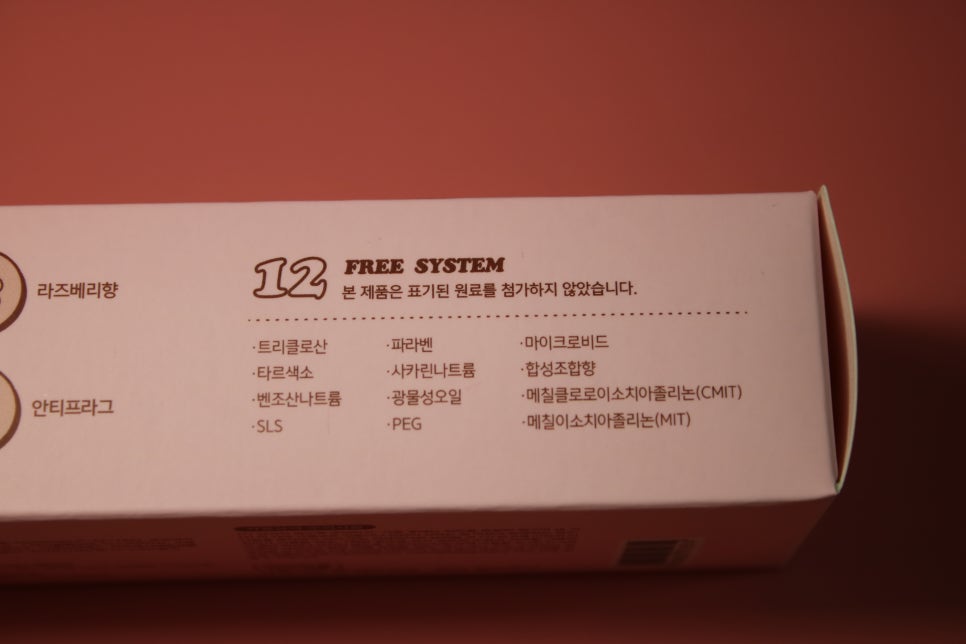 라즈베리향
안티프라그
12 FREE SYSTEM
본 제품은 표기된 원료를 첨가하지 않았습니다.
·트리클로산
·타르색소
·벤조산나트륨
·SLS
·파라벤
·사카린나트륨
·광물성오일
·PEG
·마이크로비드
·합성조합향
·메칠클로로이소치아졸리논(CMIT)
·메칠이소치아졸리논(MIT)